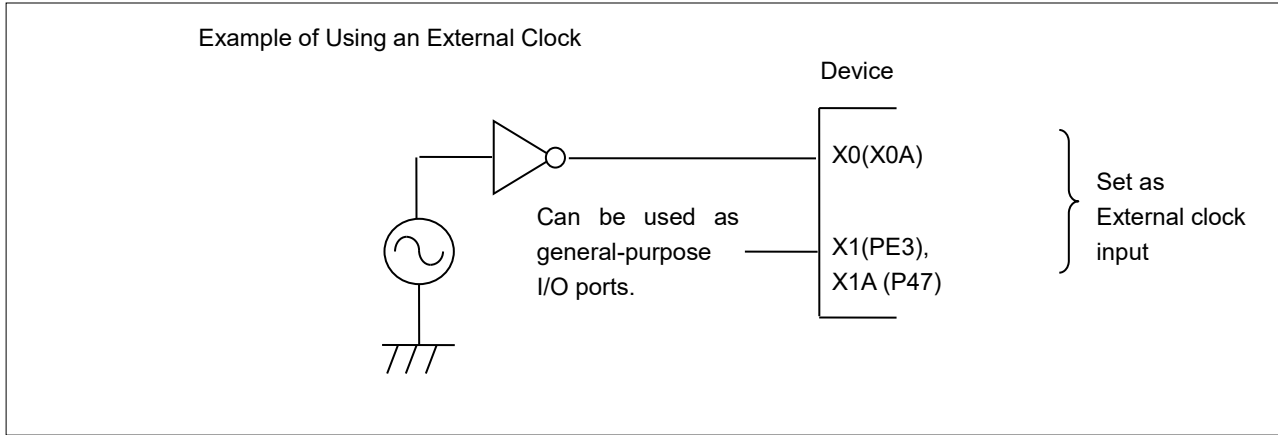 Example of Using an External Clock
Device
X0(X0A)
Can be used as
general-purpose
I/O ports.
X1(PE3),
X1A (P47)
Set as
External clock
input